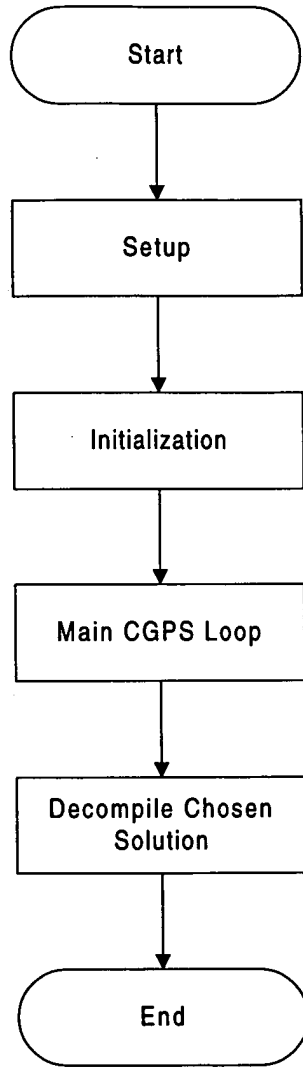 Start
Setup
Initialization
Main CGPS Loop
Decompile Chosen
Solution
End